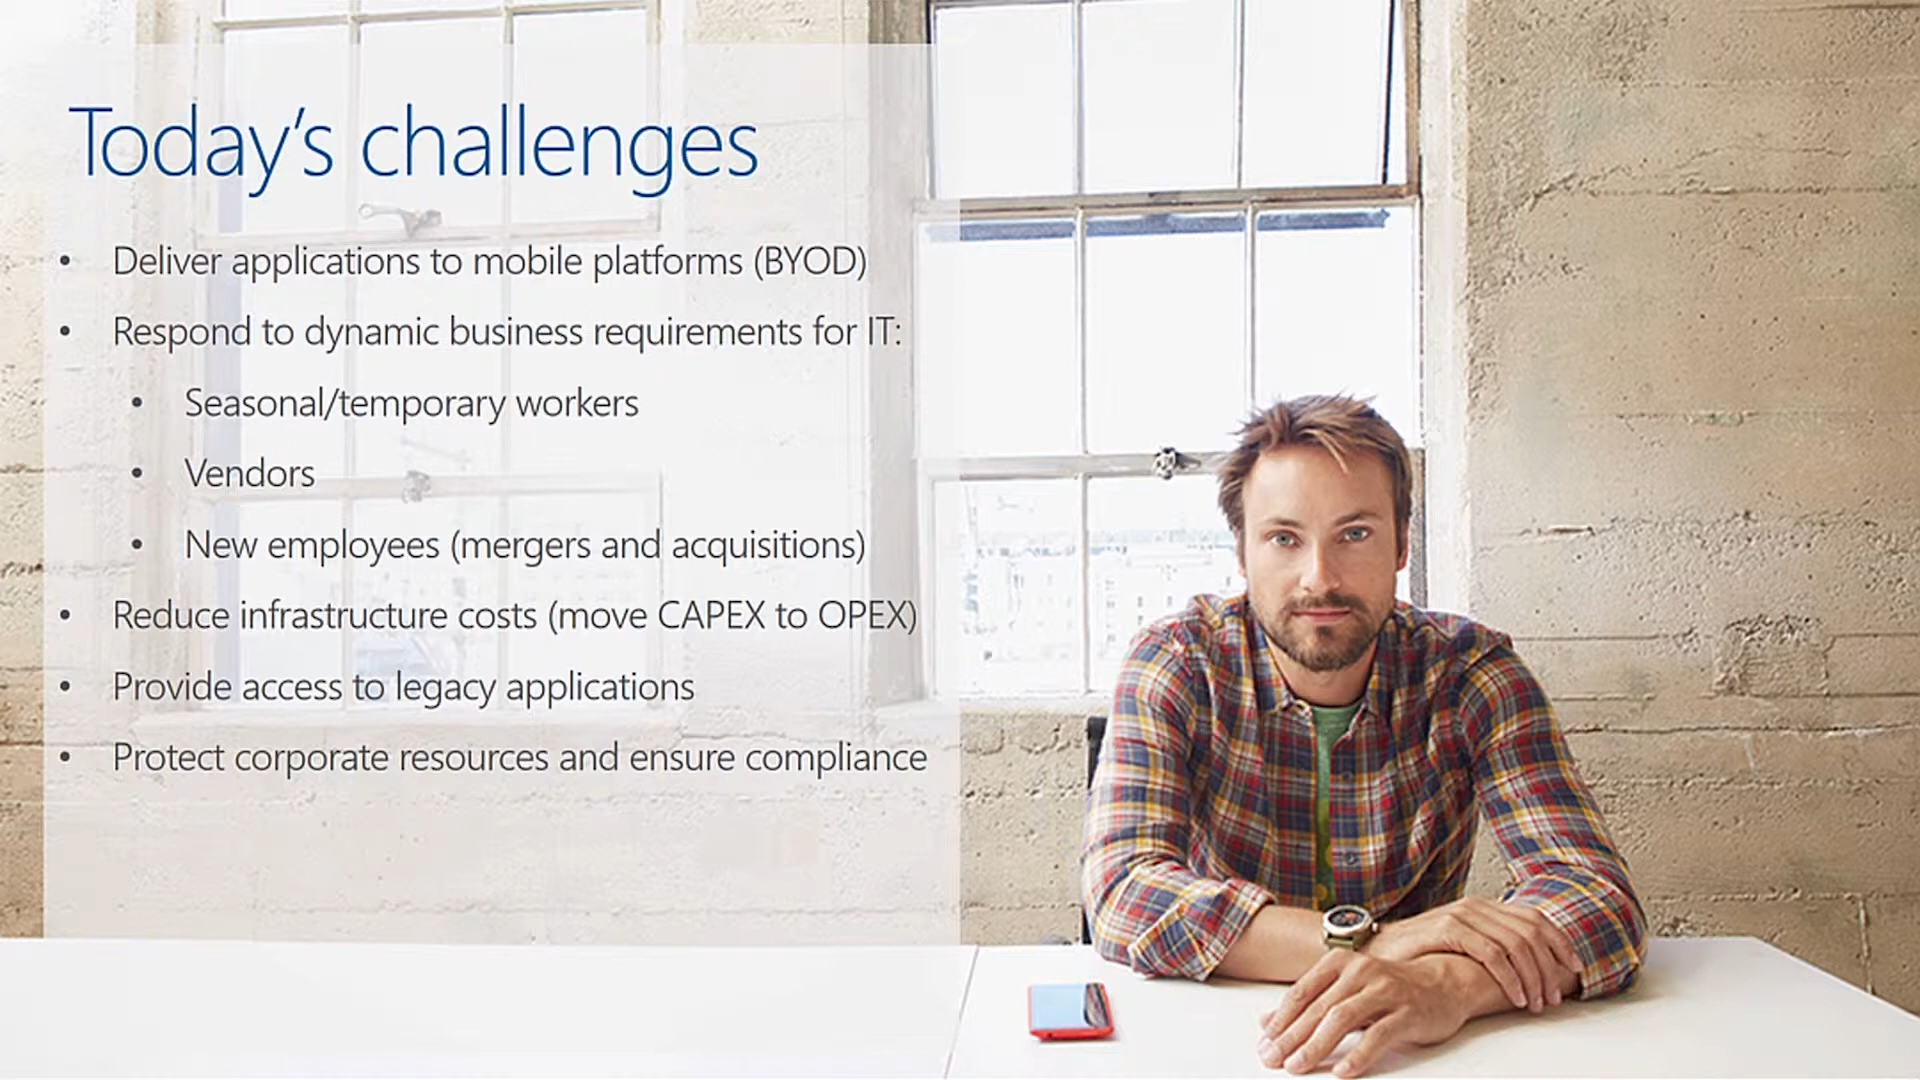 Today's challenges
• Deliver applications to mobile platforms (BYOD)
• Respond to dynamic business requirements for IT:
• Seasonal/temporary workers
• Vendors
• New employees (mergers and acquisitions)
• Reduce infrastructure costs (move CAPEX to OPEX)
• Provide access to legacy applications
• Protect corporate resources and ensure compliance